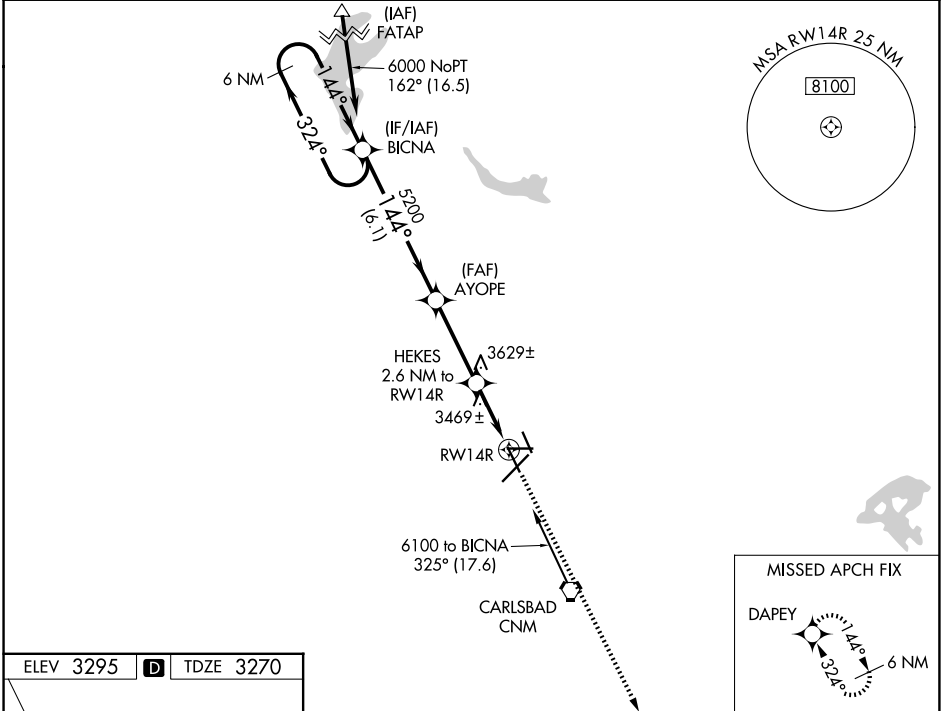 (IAF)
FATAP
6000 NoPT
162° (16.5)
6 NM
144°
324°
(IF/IAF)
BICNA
MSA RW14R 25 NM
8100
5200
144°
(6.1)
(FAF)
AYOPE
HEKES
2.6 NM to
RW14R
3629±
3469±
RW14R
6100 to BICNA
325° (17.6)
CARLSBAD
CNM
MISSED APCH FIX
DAPEY
144°
324°
6 NM
ELEV 3295 D TDZE 3270